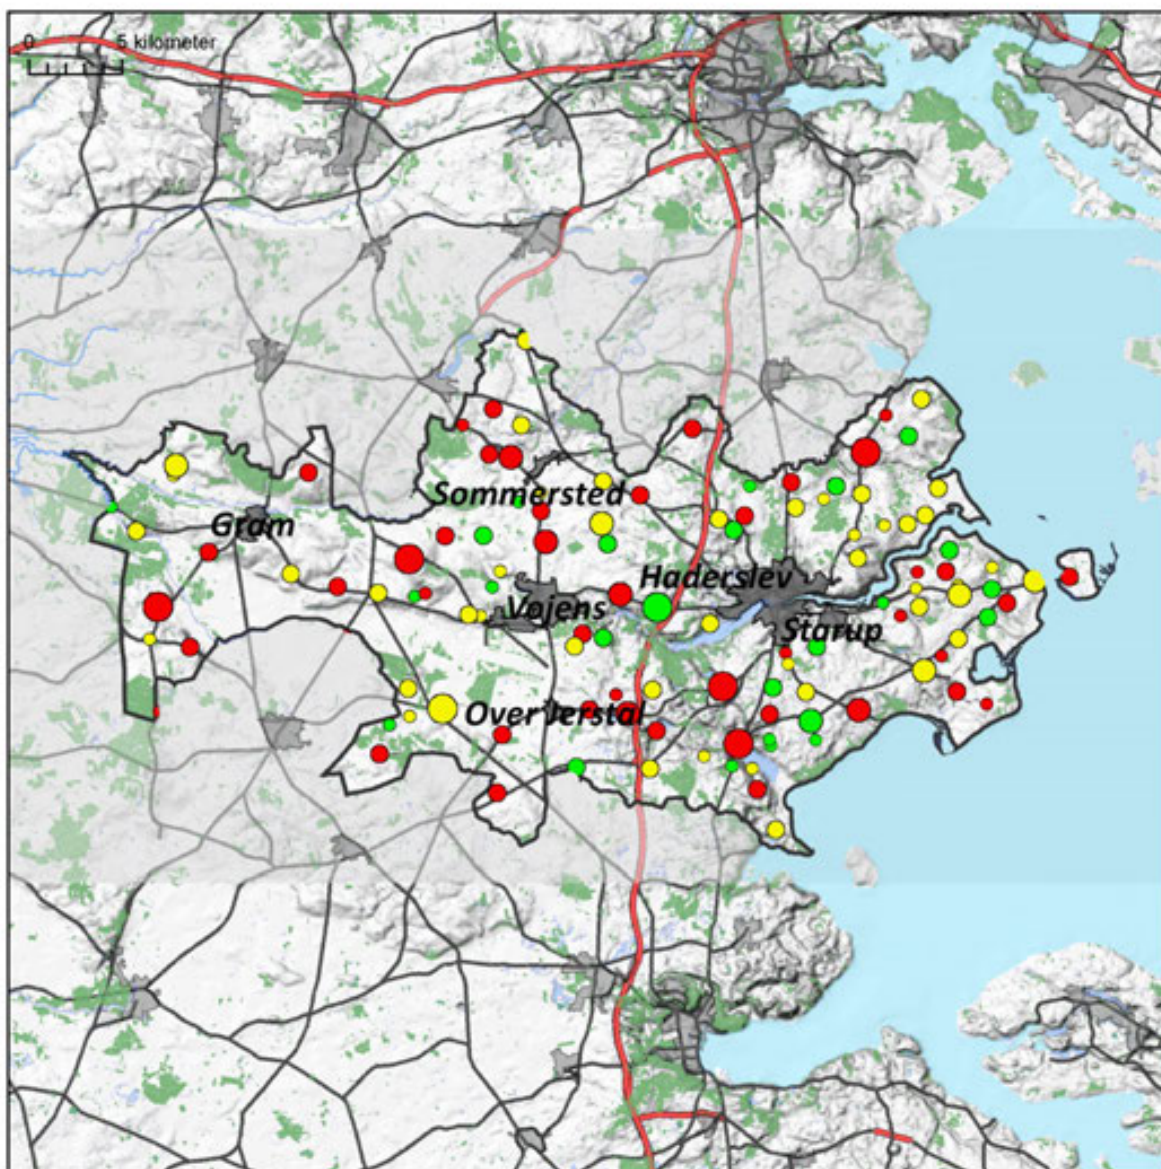 0 5 kilometer
Sommersted
Gram
Haderslev
Vojens
Starup
Over Jerstal